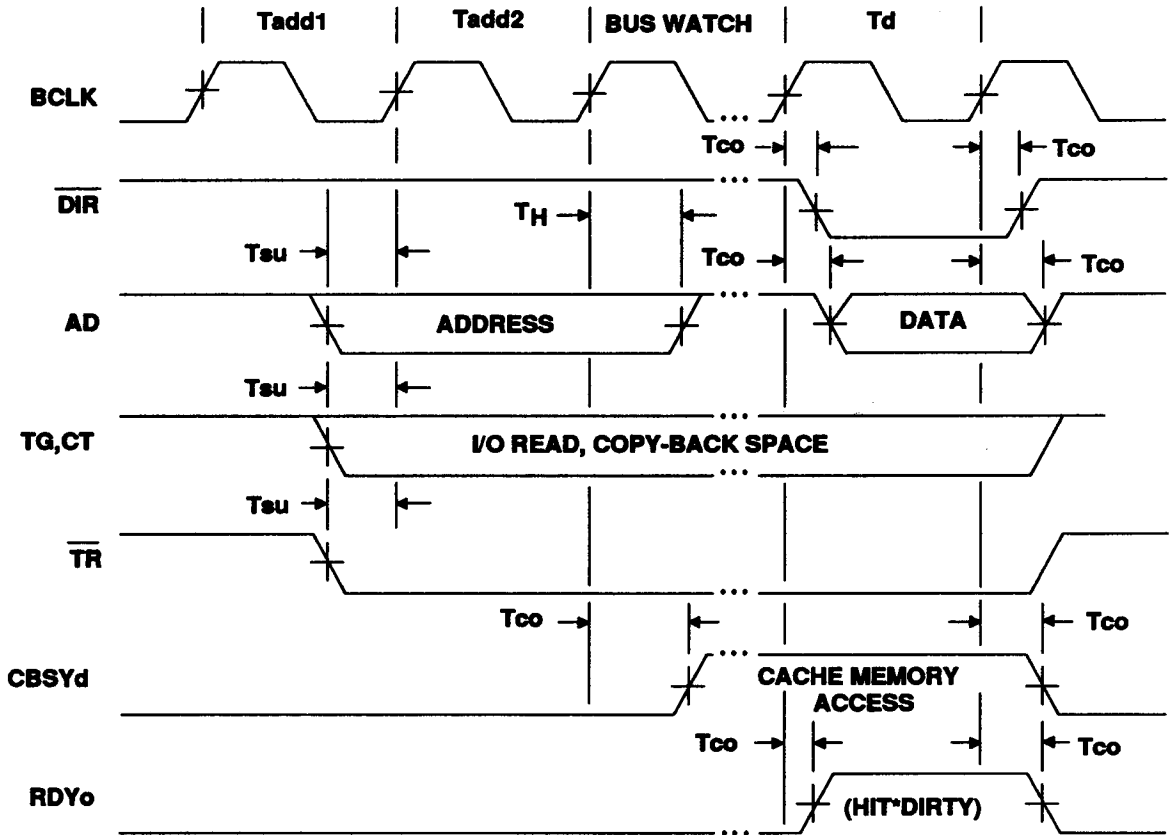 Tadd1 Tadd2 BUS WATCH Td
BCLK
Tco Tco
DIR
TH
Tsu
Tco Tco
AD ADDRESS DATA
Tsu
TG,CT I/O READ, COPY-BACK SPACE
Tsu
TR
Tco Tco
CBSYd CACHE MEMORY
ACCESS
Tco Tco
RDYo (HIT*DIRTY)